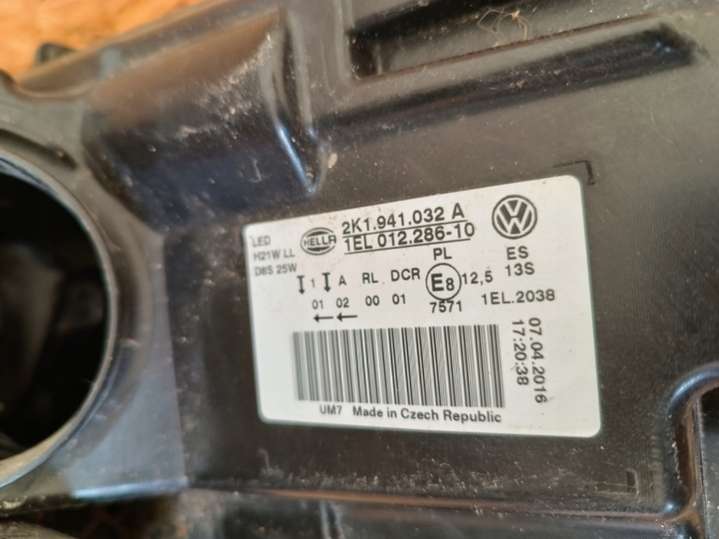 LED
H21W LL
D8S 25W
HELLA
2K1.941.032 A
1EL 012.286-10
PL
ES
13S
1 A RL DCR E8 12,5
01 02 00 01 7571 1EL.2038
07.04.2016
17:20:38
UM7 Made in Czech Republic